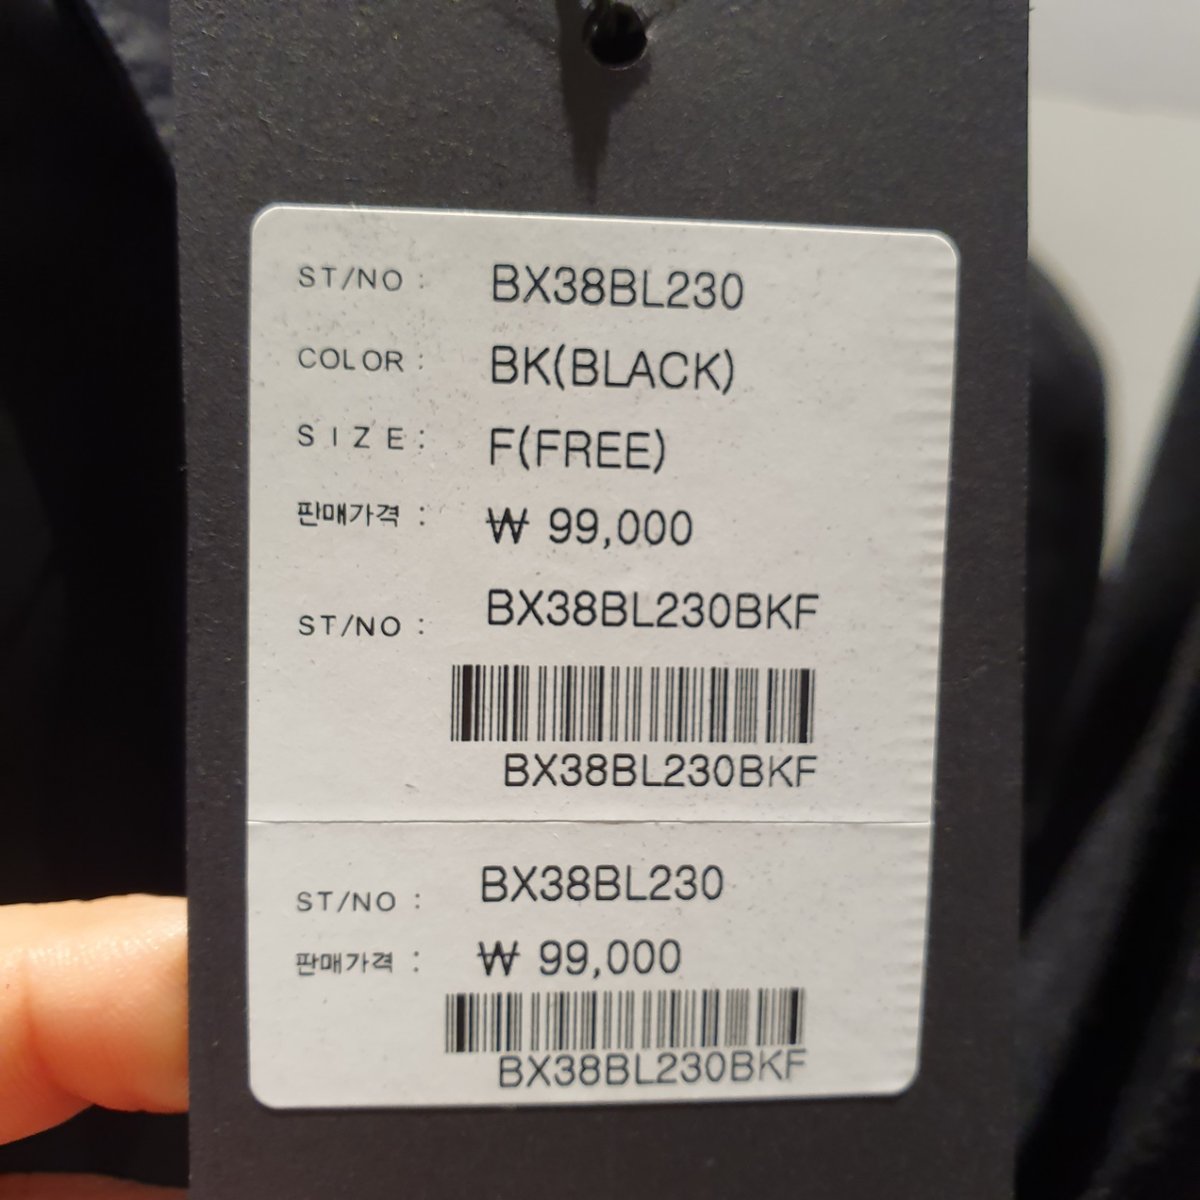 ST/NO : BX38BL230
COLOR : BK(BLACK)
SIZE : F(FREE)
판매가격 : ₩ 99,000
ST/NO : BX38BL230BKF
BX38BL230BKF
ST/NO : BX38BL230
판매가격 : ₩ 99,000
BX38BL230BKF